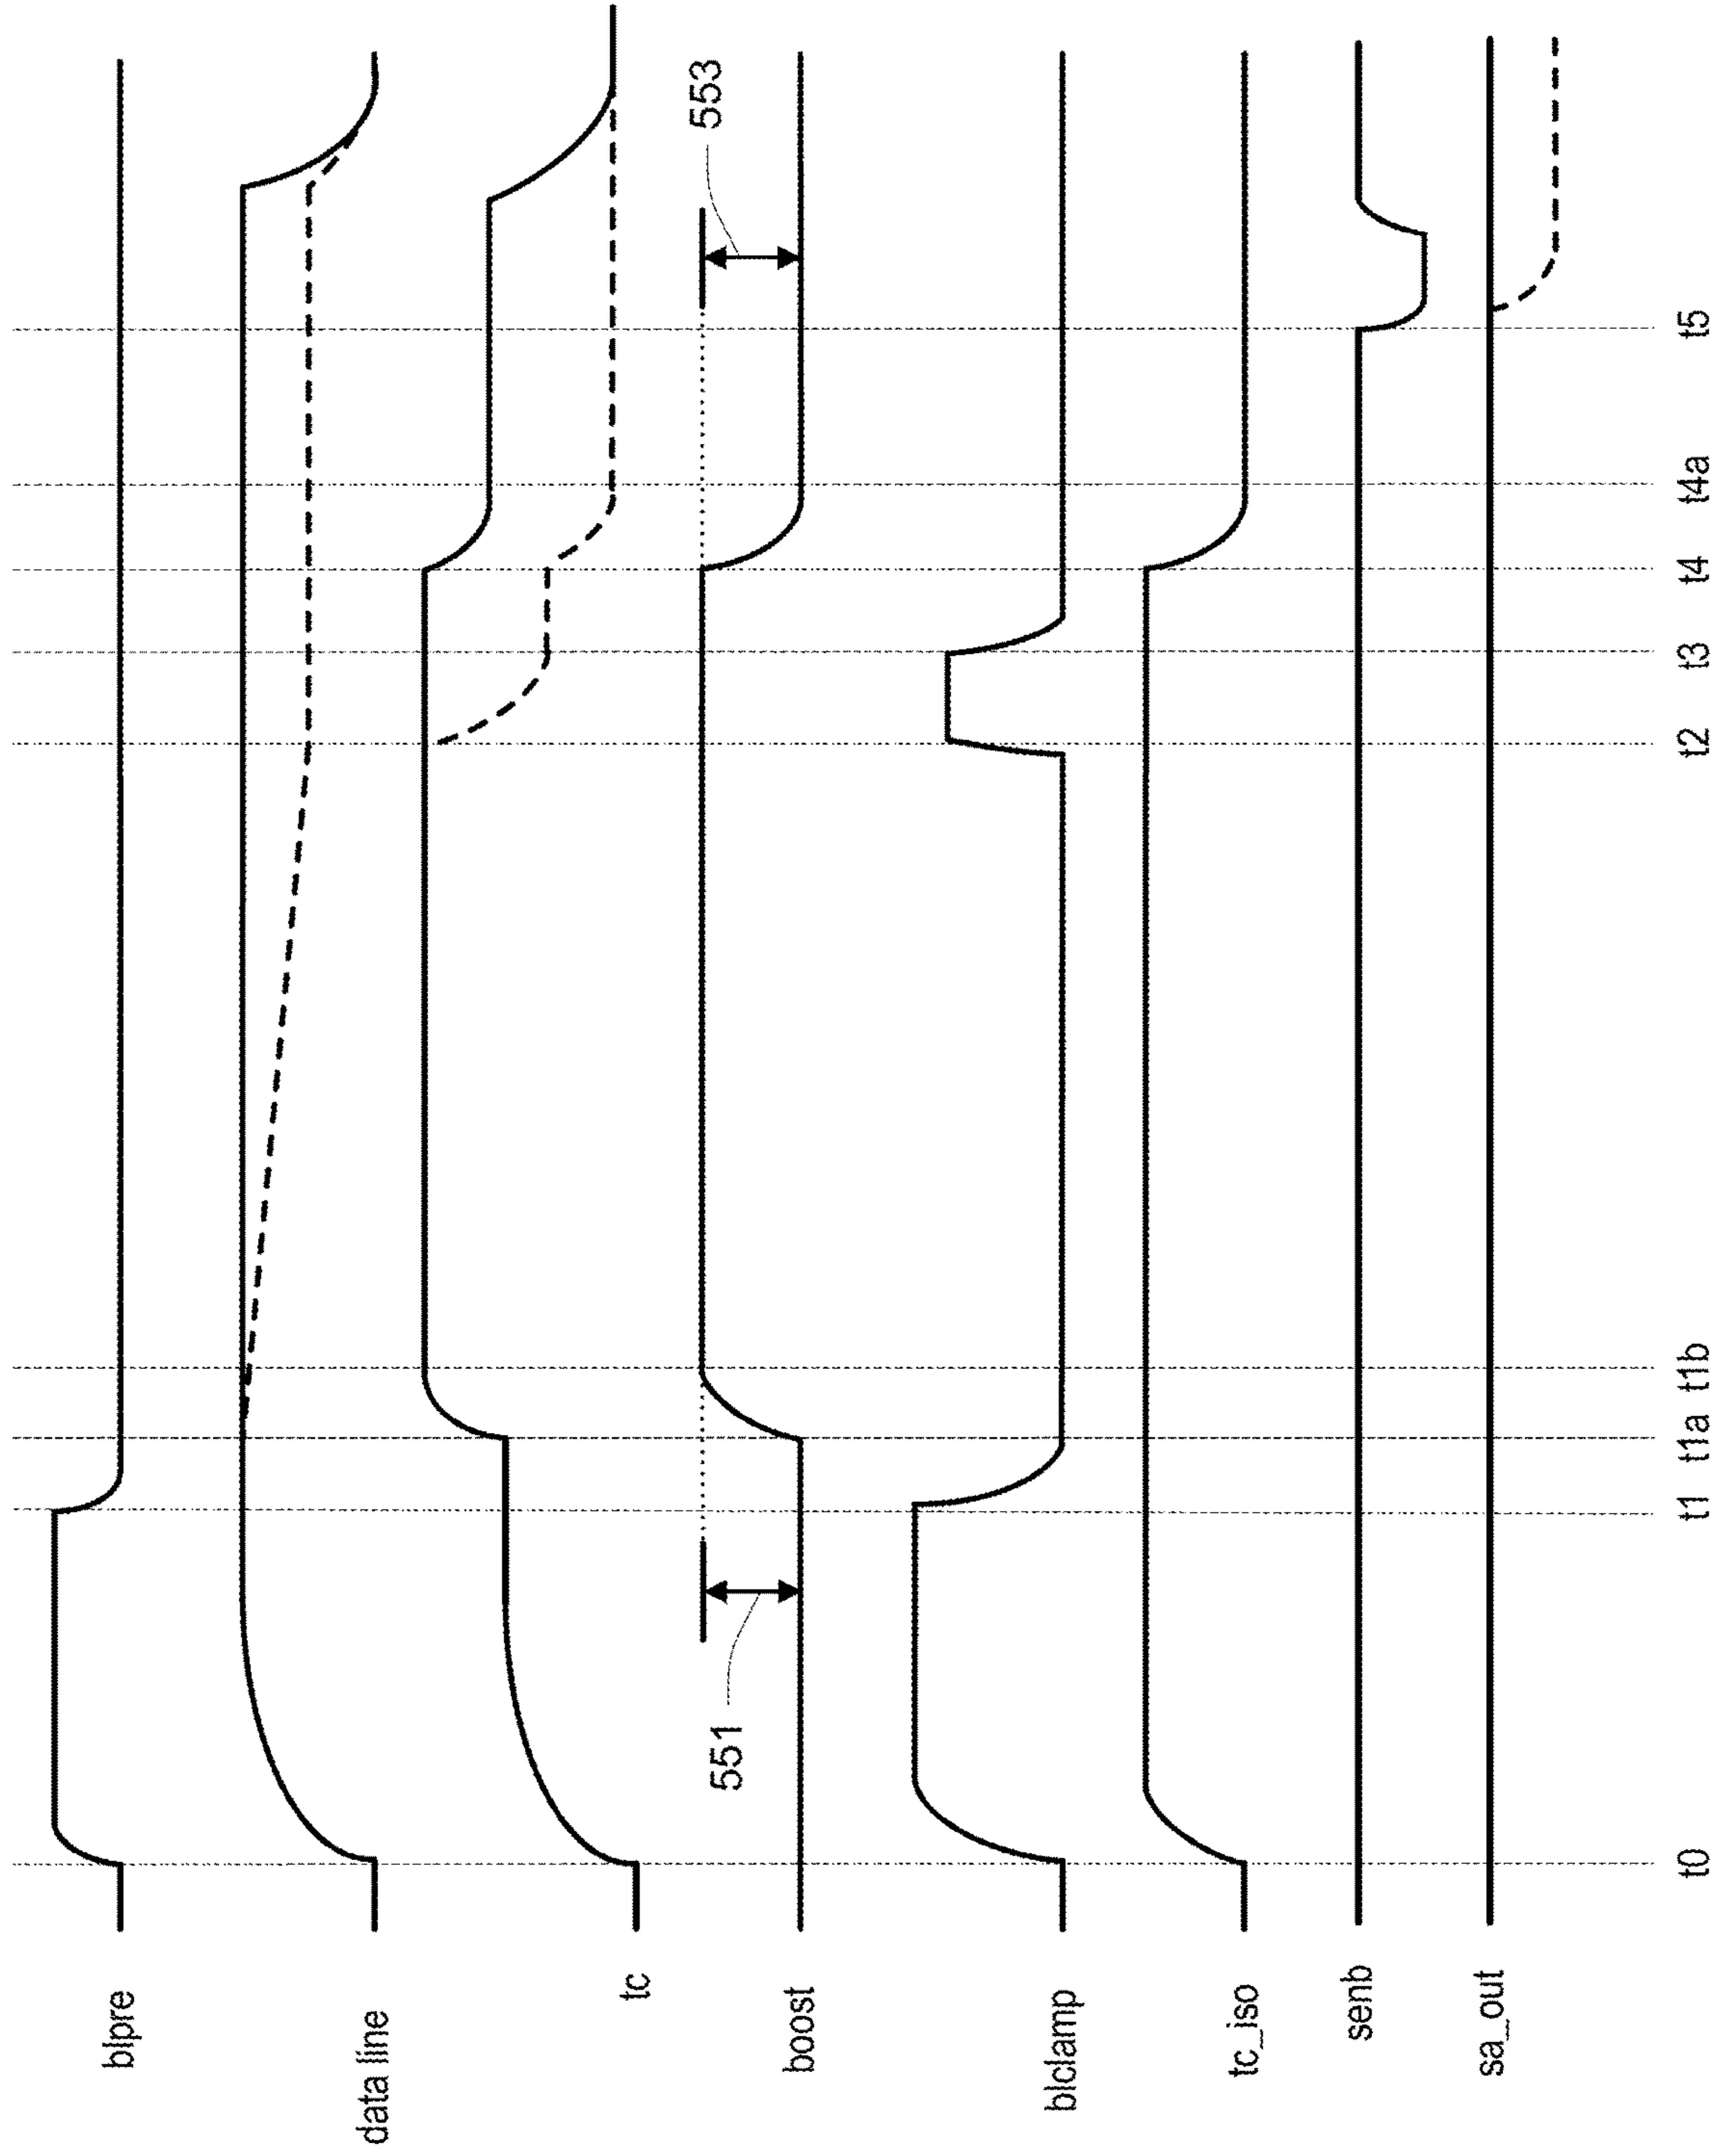 blpre
data line
tc
boost
blclamp
tc_iso
senb
sa_out
551
553
t0
t1
t1a
t1b
t2
t3
t4
t4a
t5